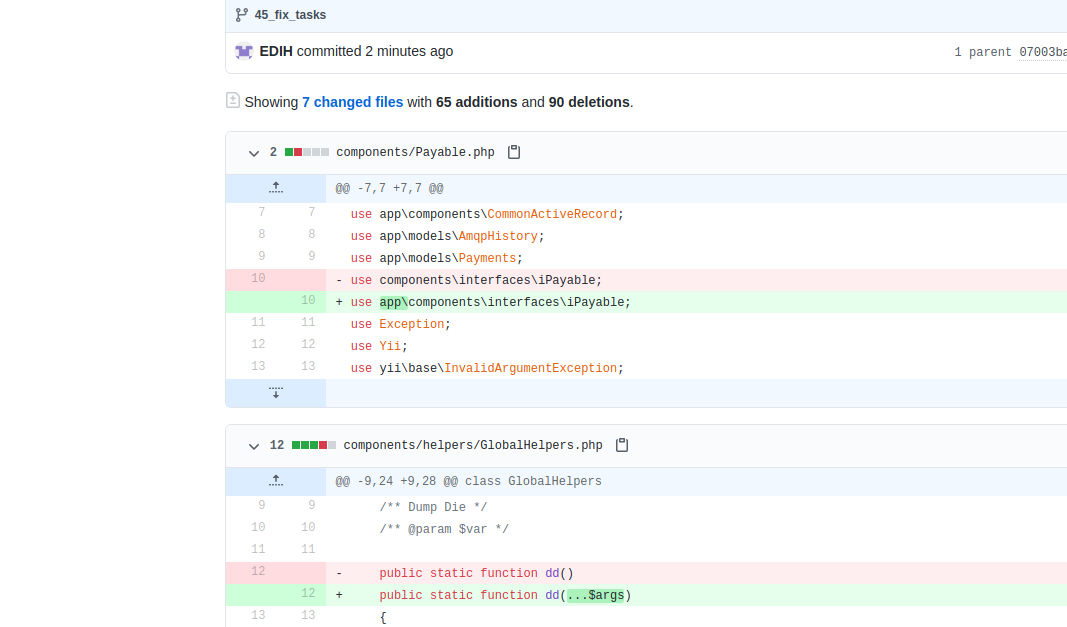 45_fix_tasks
EDIH committed 2 minutes ago
1 parent 07003ba
Showing 7 changed files with 65 additions and 90 deletions.
2 components/Payable.php
@@ -7,7 +7,7 @@
7 7 use app\components\CommonActiveRecord;
8 8 use app\models\AmqpHistory;
9 9 use app\models\Payments;
10 - use components\interfaces\iPayable;
10 + use app\components\interfaces\iPayable;
11 11 use Exception;
12 12 use Yii;
13 13 use yii\base\InvalidArgumentException;
12 components/helpers/GlobalHelpers.php
@@ -9,24 +9,28 @@ class GlobalHelpers
9 9 /** Dump Die */
10 10 /** @param $var */
11 11
12 - public static function dd()
12 + public static function dd(...$args)
13 13 {